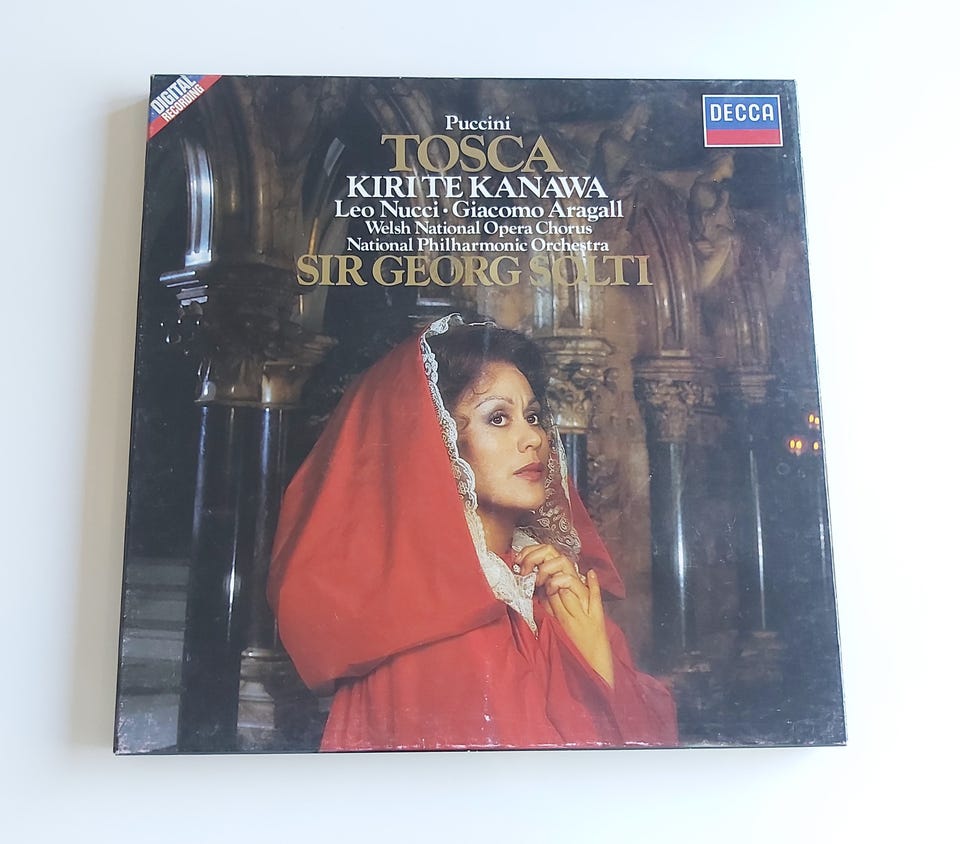 DIGITAL
RECORDING
DECCA
Puccini
TOSCA
KIRI TE KANAWA
Leo Nucci · Giacomo Aragall
Welsh National Opera Chorus
National Philharmonic Orchestra
SIR GEORG SOLTI